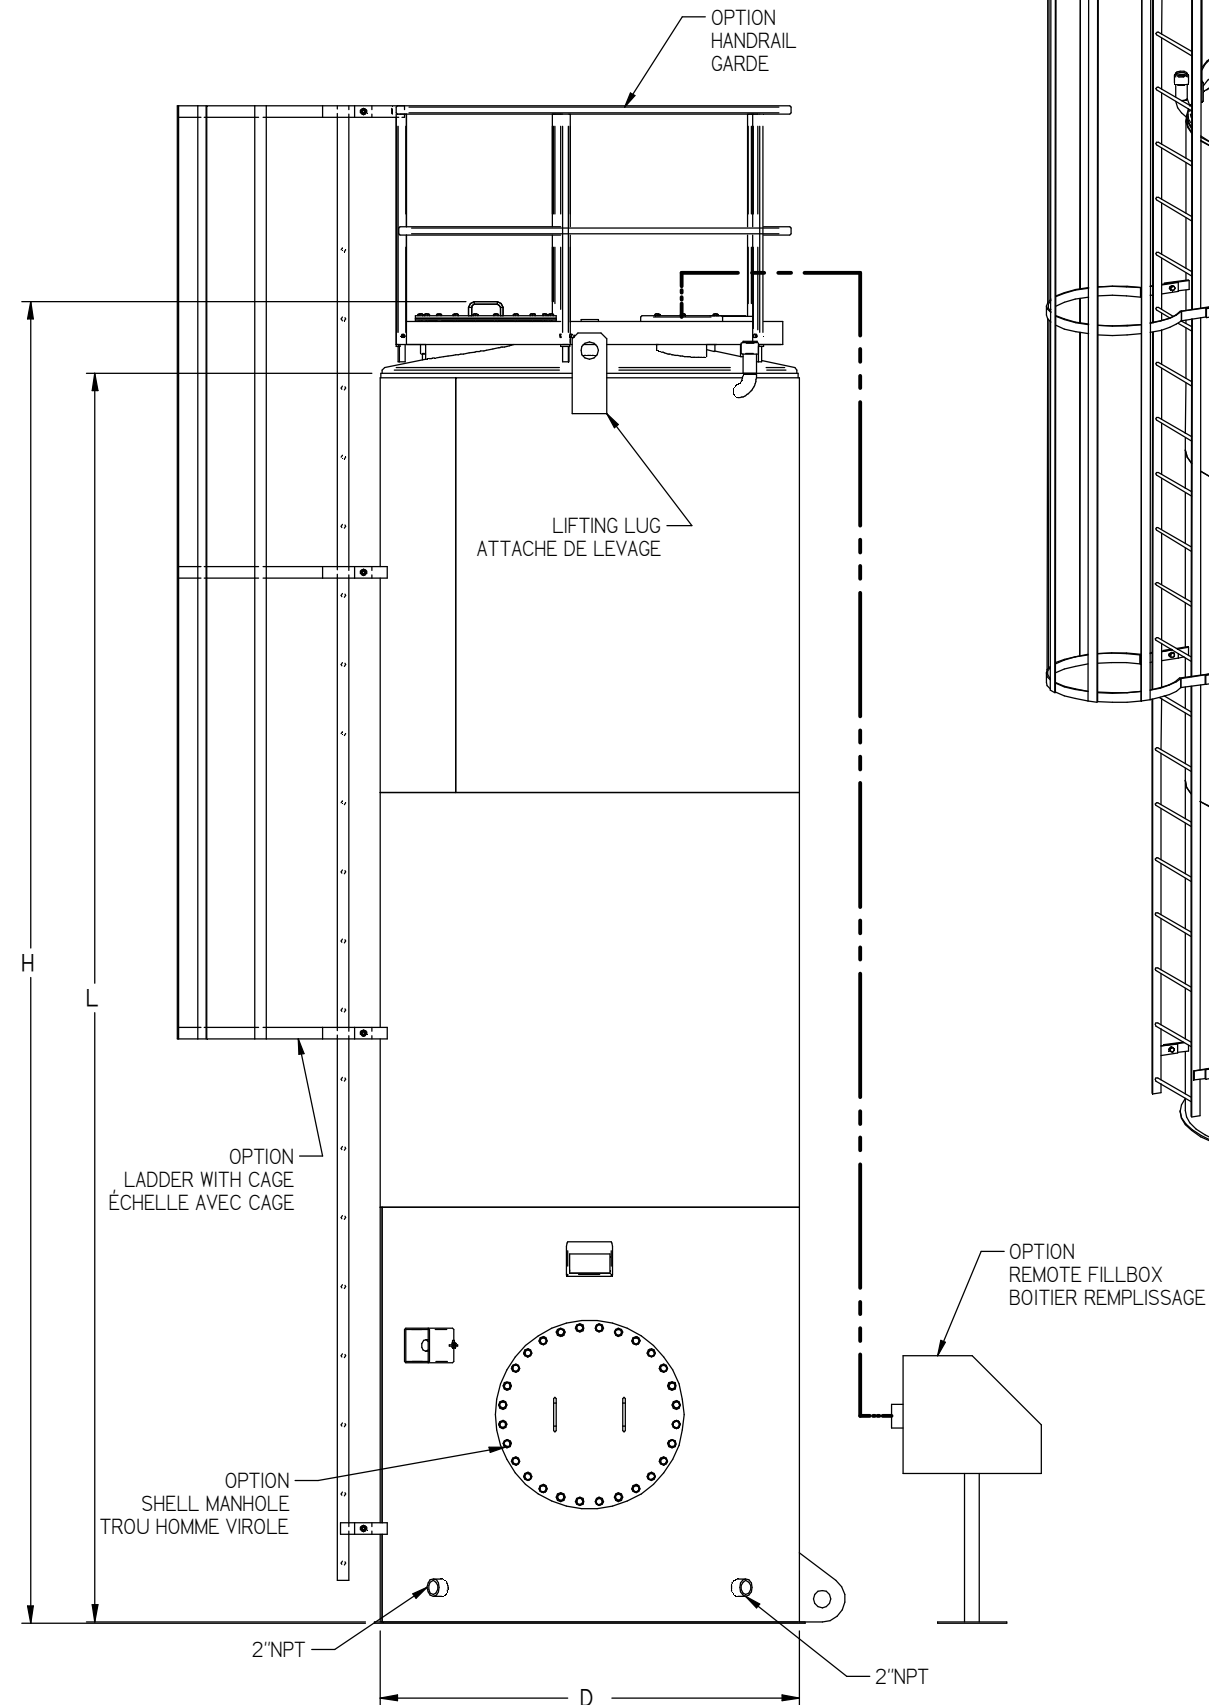 OPTION
HANDRAIL
GARDE
LIFTING LUG
ATTACHE DE LEVAGE
H
L
OPTION
LADDER WITH CAGE
ÉCHELLE AVEC CAGE
OPTION
REMOTE FILLBOX
BOITIER REMPLISSAGE
OPTION
SHELL MANHOLE
TROU HOMME VIROLE
2"NPT
2"NPT
D